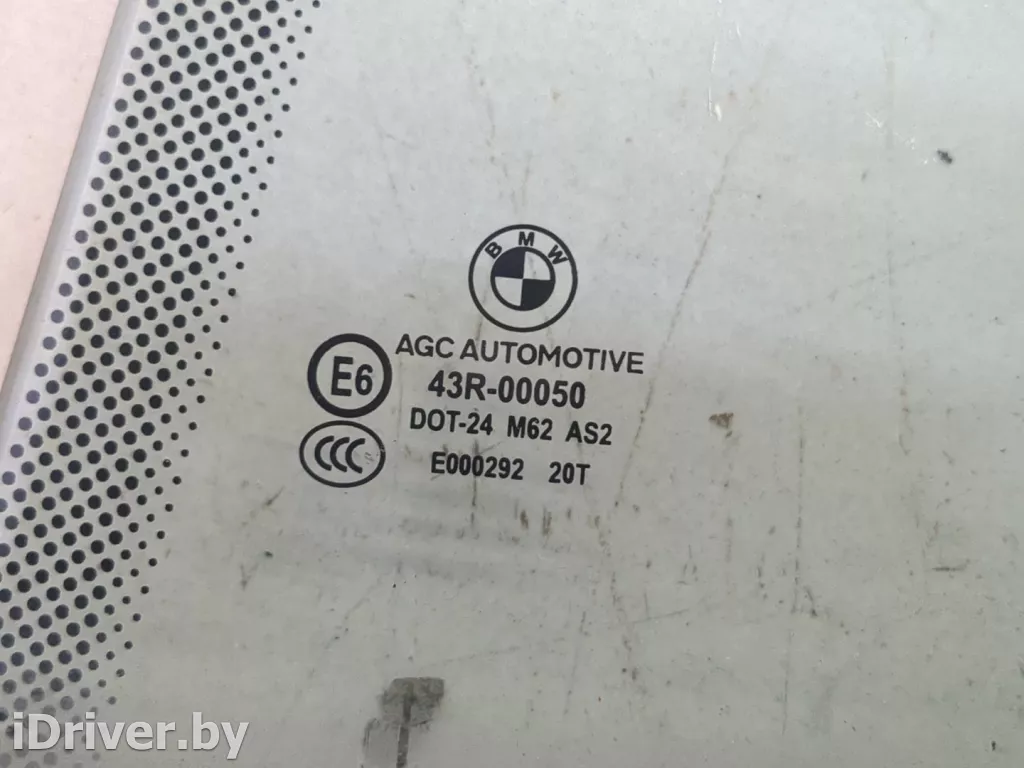 BMW
AGC AUTOMOTIVE
E6
43R-00050
DOT-24 M62 AS2
CCC
E000292 20T
iDriver.by